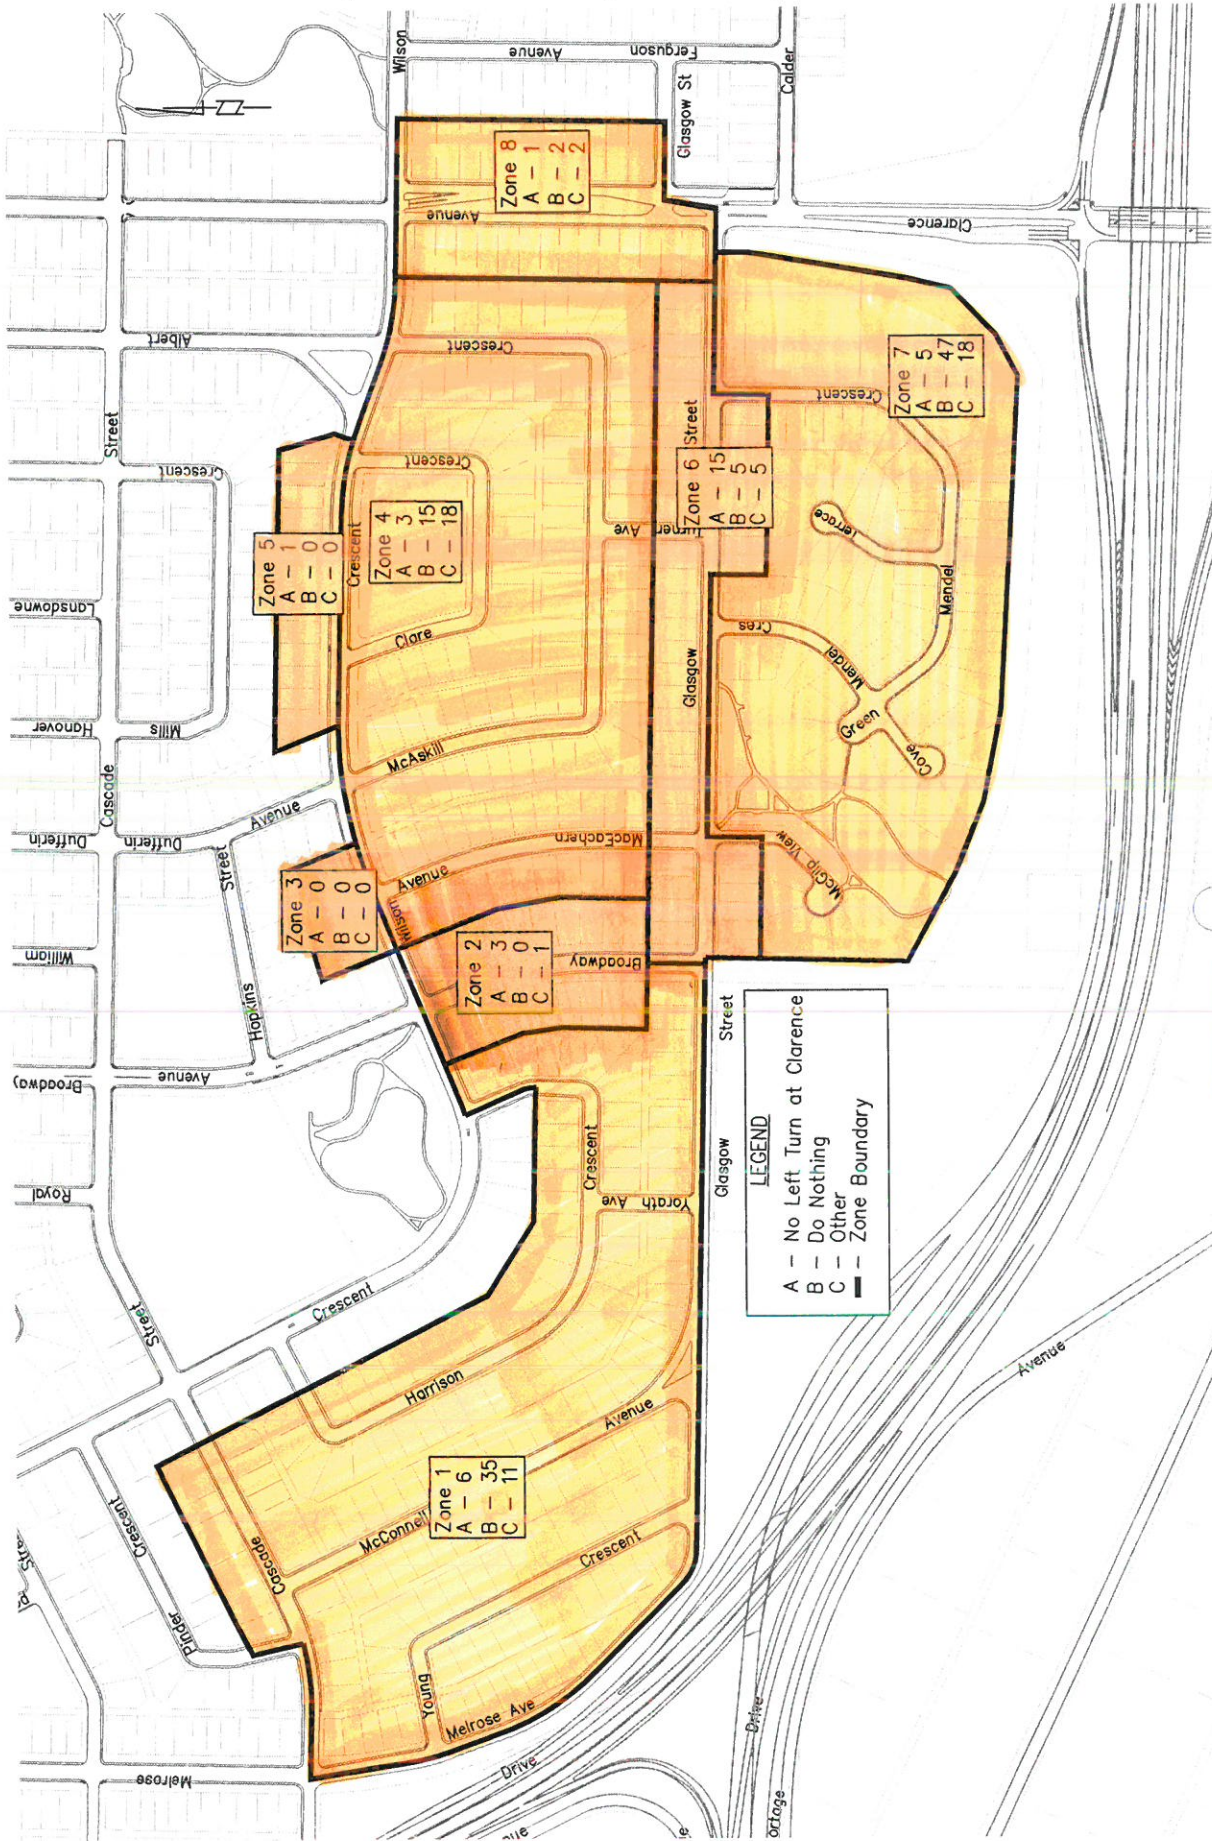 Zone 1
A – 6
B – 35
C – 11
Zone 2
A – 3
B – 0
C – 1
Zone 3
A – 0
B – 0
C – 0
Zone 4
A – 3
B – 15
C – 18
Zone 5
A – 1
B – 0
C – 0
Zone 6
A – 15
B – 5
C – 5
Zone 7
A – 5
B – 47
C – 18
Zone 8
A – 1
B – 2
C – 2
LEGEND
A – No Left Turn at Clarence
B – Do Nothing
C – Other
– Zone Boundary
Melrose
Pinder
Crescent
Street
Royal
Broadway
Avenue
William
Hopkins
Street
Dufferin
Dufferin
Avenue
Cascade
Hanover
Mills
Lansdowne
Crescent
Street
Albert
N
Wilson
Avenue
Ferguson
Glasgow St
Calder
Avenue
Clarence
Crescent
Crescent
Crescent
Clare
McAskill
Ave
MacEachern
Avenue
Wilson
Broadway
Street
Glasgow
Crescent
Terrace
Mendel
Cres
Mendel
Green
Cove
McGilp View
Street
Glasgow
Crescent
Yorath Ave
Crescent
Harrison
Avenue
McConnell
Cascade
Crescent
Young
Melrose Ave
Drive
Drive
Avenue